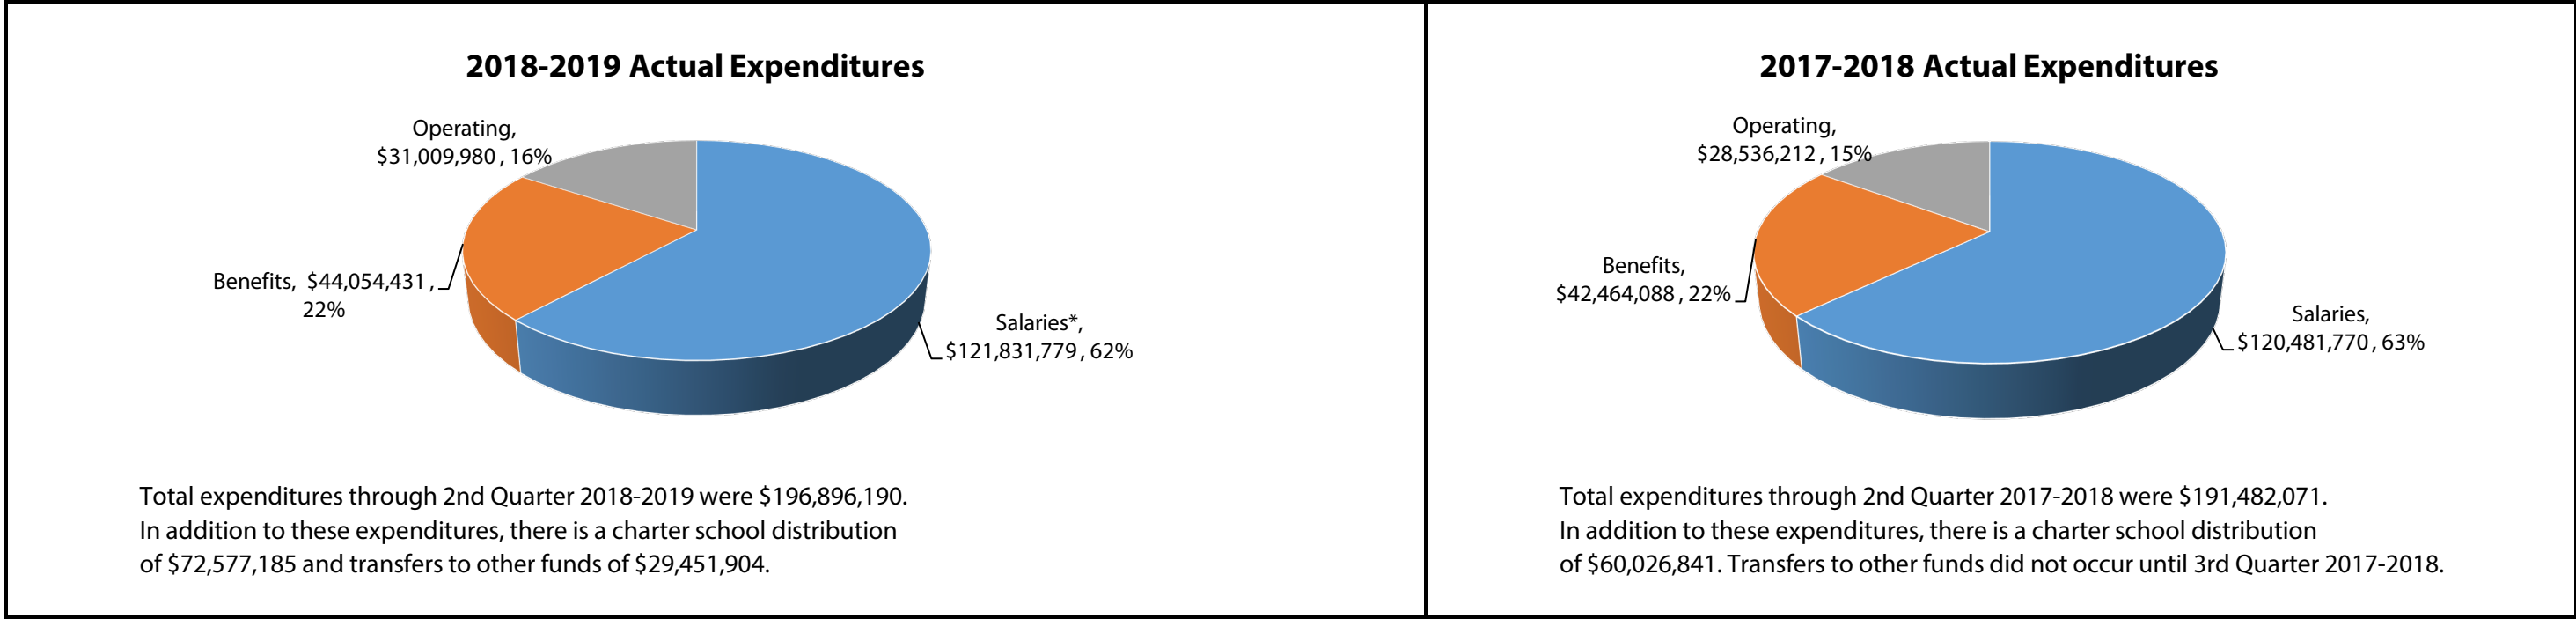 2018-2019 Actual Expenditures
Operating,
$31,009,980 , 16%
Benefits, $44,054,431 ,
22%
Salaries*,
$121,831,779 , 62%
Total expenditures through 2nd Quarter 2018-2019 were $196,896,190.
In addition to these expenditures, there is a charter school distribution
of $72,577,185 and transfers to other funds of $29,451,904.
2017-2018 Actual Expenditures
Operating,
$28,536,212 , 15%
Benefits,
$42,464,088 , 22%
Salaries,
$120,481,770 , 63%
Total expenditures through 2nd Quarter 2017-2018 were $191,482,071.
In addition to these expenditures, there is a charter school distribution
of $60,026,841. Transfers to other funds did not occur until 3rd Quarter 2017-2018.